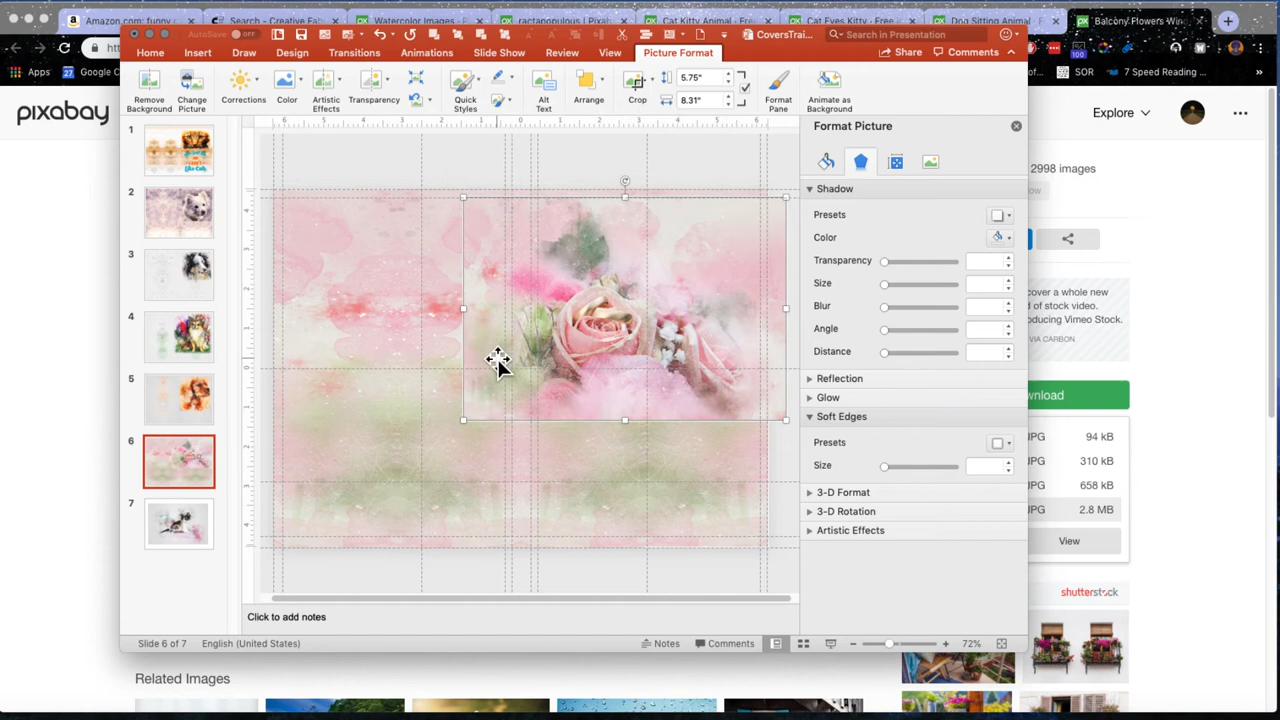 Amazon.com: funny
Search - Creative Fab
Watercolor Images - P
ractapopulous | Pixab
Cat Kitty Animal - Free
Cat Eyes Kitty - Free
Dog Sitting Animal
Balcony Flowers Win
AutoSave OFF
CoversTrai...
Search in Presentation
Home Insert Draw Design Transitions Animations Slide Show Review View Picture Format Share Comments
Remove Background
Change Picture
Corrections
Color
Artistic Effects
Transparency
Quick Styles
Alt Text
Arrange
Crop
5.75"
8.31"
Format Pane
Animate as Background
Apps
Google C
100
SOR
7 Speed Reading ...
»
pixabay
Explore
2998 images
Format Picture
Shadow
Presets
Color
Transparency
Size
Blur
Angle
Distance
Reflection
Glow
Soft Edges
Presets
Size
3-D Format
3-D Rotation
Artistic Effects
1
2
3
4
5
6
7
cover a whole new
d of stock video.
roducing Vimeo Stock.
VIA CARBON
wnload
JPG 94 kB
JPG 310 kB
JPG 658 kB
JPG 2.8 MB
View
shutterstock
Click to add notes
Slide 6 of 7 English (United States) Notes Comments 72%
Related Images